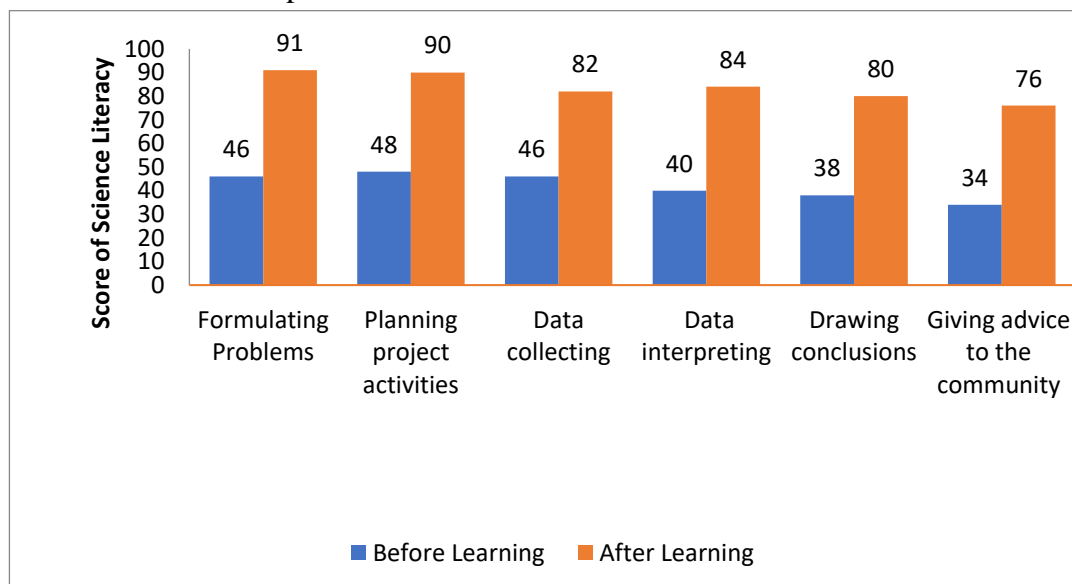 100
90
80
70
60
50
40
30
20
10
0
Score of Science Literacy
46
91
48
90
46
82
40
84
38
80
34
76
Formulating
Problems
Planning
project
activities
Data
collecting
Data
interpreting
Drawing
conclusions
Giving advice
to the
community
Before Learning
After Learning